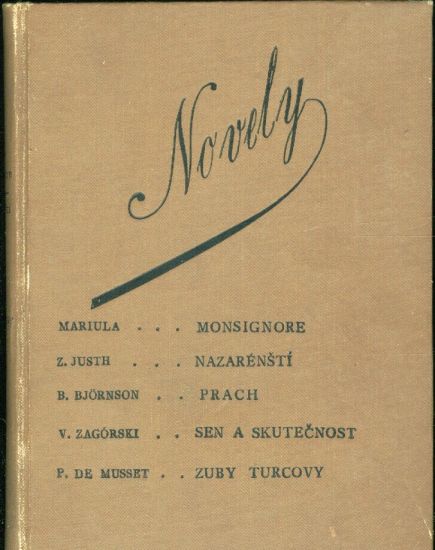 Novely
MARIULA . . . MONSIGNORE
Z. JUSTH . . . NAZARÉNŠTÍ
B. BJÖRNSON . . PRACH
V. ZAGÓRSKI . . SEN A SKUTEČNOST
P. DE MUSSET . . ZUBY TURCOVY